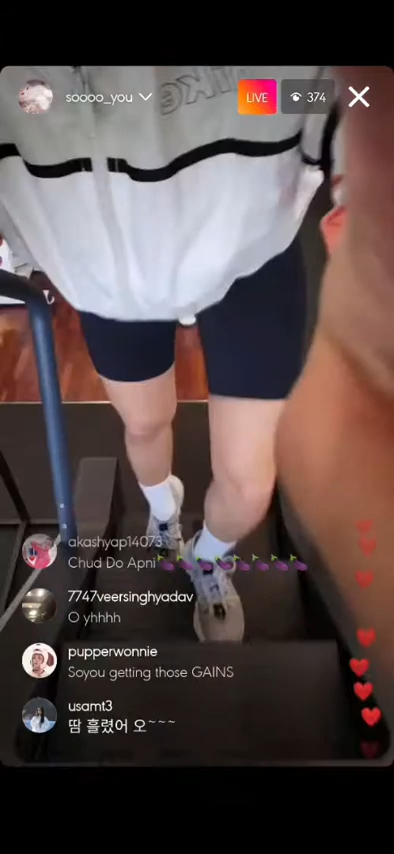 soooo_you
NIKE
LIVE
374
akashyap14073
Chud Do Apni🍆🍆🍆🍆🍆🍆🍆🍆
7747veersinghyadav
O yhhhh
pupperwonnie
Soyou getting those GAINS
usamt3
땀 흘렸어 오~~~